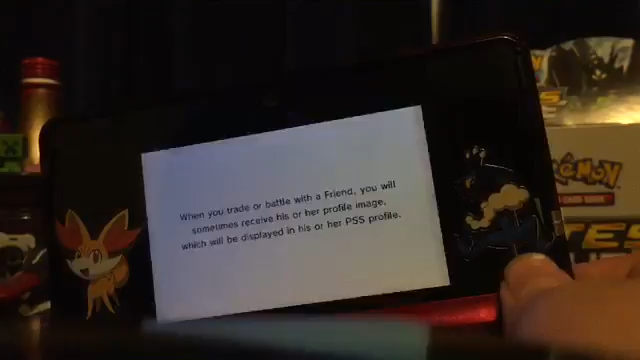 When you trade or battle with a Friend, you will
sometimes receive his or her profile image,
which will be displayed in his or her PSS profile.
POKéMON